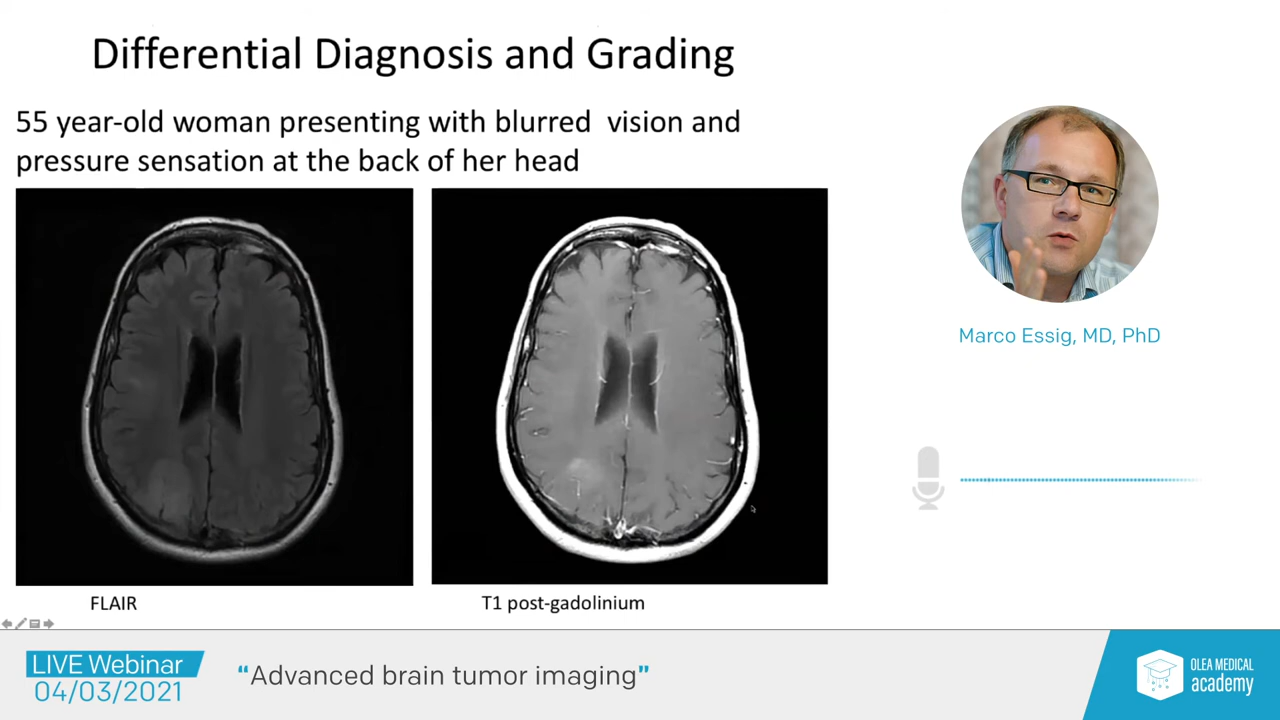 Differential Diagnosis and Grading
55 year-old woman presenting with blurred vision and
pressure sensation at the back of her head
Marco Essig, MD, PhD
FLAIR
T1 post-gadolinium
LIVE Webinar
04/03/2021
“Advanced brain tumor imaging”
OLEA MEDICAL
academy